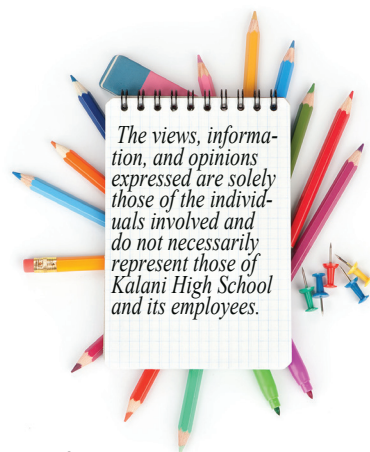 The views, informa-
tion, and opinions
expressed are solely
those of the individ-
uals involved and
do not necessarily
represent those of
Kalani High School
and its employees.